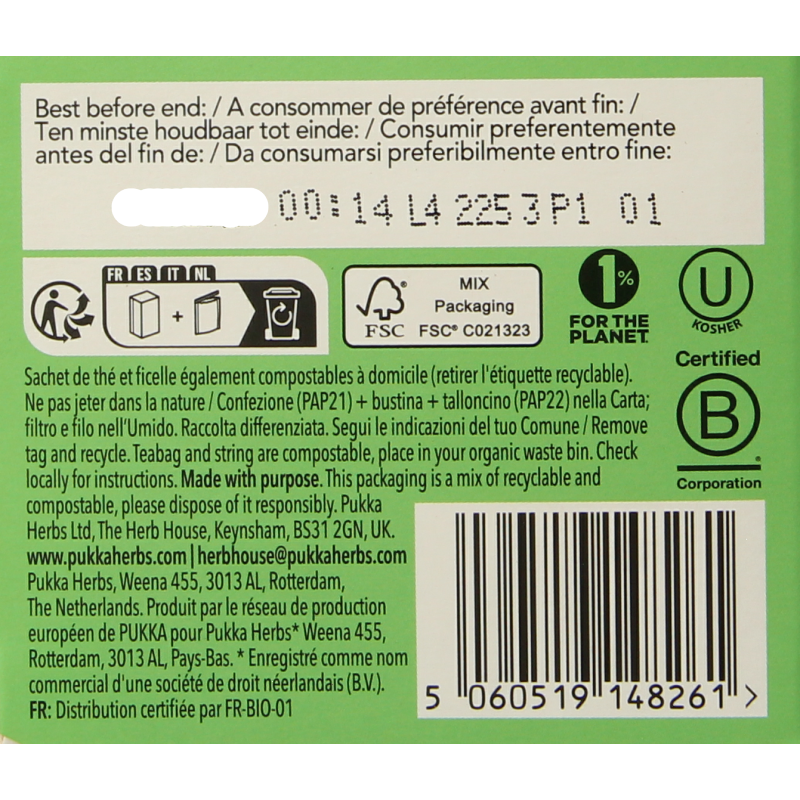 Best before end: / A consommer de préférence avant fin: /
Ten minste houdbaar tot einde: / Consumir preferentemente
antes del fin de: / Da consumarsi preferibilmente entro fine:
00:14 L4 2253P1 01
FR ES IT NL
+
FSC
MIX
Packaging
FSC® C021323
1%
FOR THE
PLANET
U
KOSHER
Certified
B
®
Corporation
Sachet de thé et ficelle également compostables à domicile (retirer l'étiquette recyclable).
Ne pas jeter dans la nature / Confezione (PAP21) + bustina + talloncino (PAP22) nella Carta;
filtro e filo nell'Umido. Raccolta differenziata. Segui le indicazioni del tuo Comune / Remove
tag and recycle. Teabag and string are compostable, place in your organic waste bin. Check
locally for instructions. Made with purpose. This packaging is a mix of recyclable and
compostable, please dispose of it responsibly. Pukka
Herbs Ltd, The Herb House, Keynsham, BS31 2GN, UK.
www.pukkaherbs.com | herbhouse@pukkaherbs.com
Pukka Herbs, Weena 455, 3013 AL, Rotterdam,
The Netherlands. Produit par le réseau de production
européen de PUKKA pour Pukka Herbs* Weena 455,
Rotterdam, 3013 AL, Pays-Bas. * Enregistré comme nom
commercial d'une société de droit néerlandais (B.V.).
FR: Distribution certifiée par FR-BIO-01
5 060519 148261 >